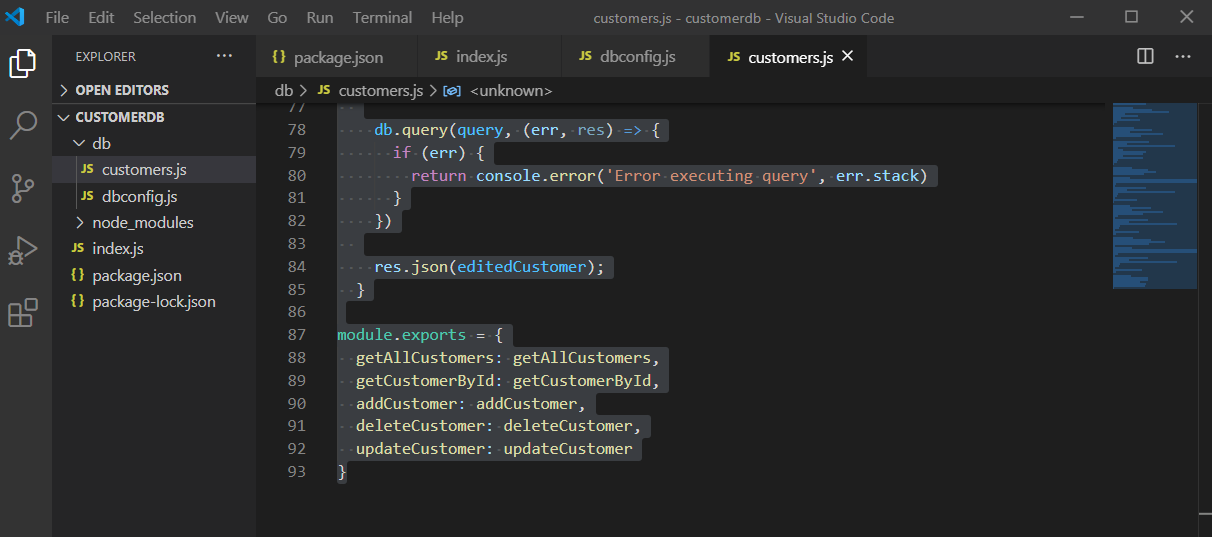 File Edit Selection View Go Run Terminal Help customers.js - customerdb - Visual Studio Code
EXPLORER ...
package.json JS index.js JS dbconfig.js JS customers.js
OPEN EDITORS
db > JS customers.js > <unknown>
CUSTOMERDB
db
JS customers.js
JS dbconfig.js
node_modules
JS index.js
{} package.json
{} package-lock.json
77
78 db.query(query, (err, res) => {
79 if (err) {
80 return console.error('Error executing query', err.stack)
81 }
82 })
83
84 res.json(editedCustomer);
85 }
86
87 module.exports = {
88 getAllCustomers: getAllCustomers,
89 getCustomerById: getCustomerById,
90 addCustomer: addCustomer,
91 deleteCustomer: deleteCustomer,
92 updateCustomer: updateCustomer
93 }